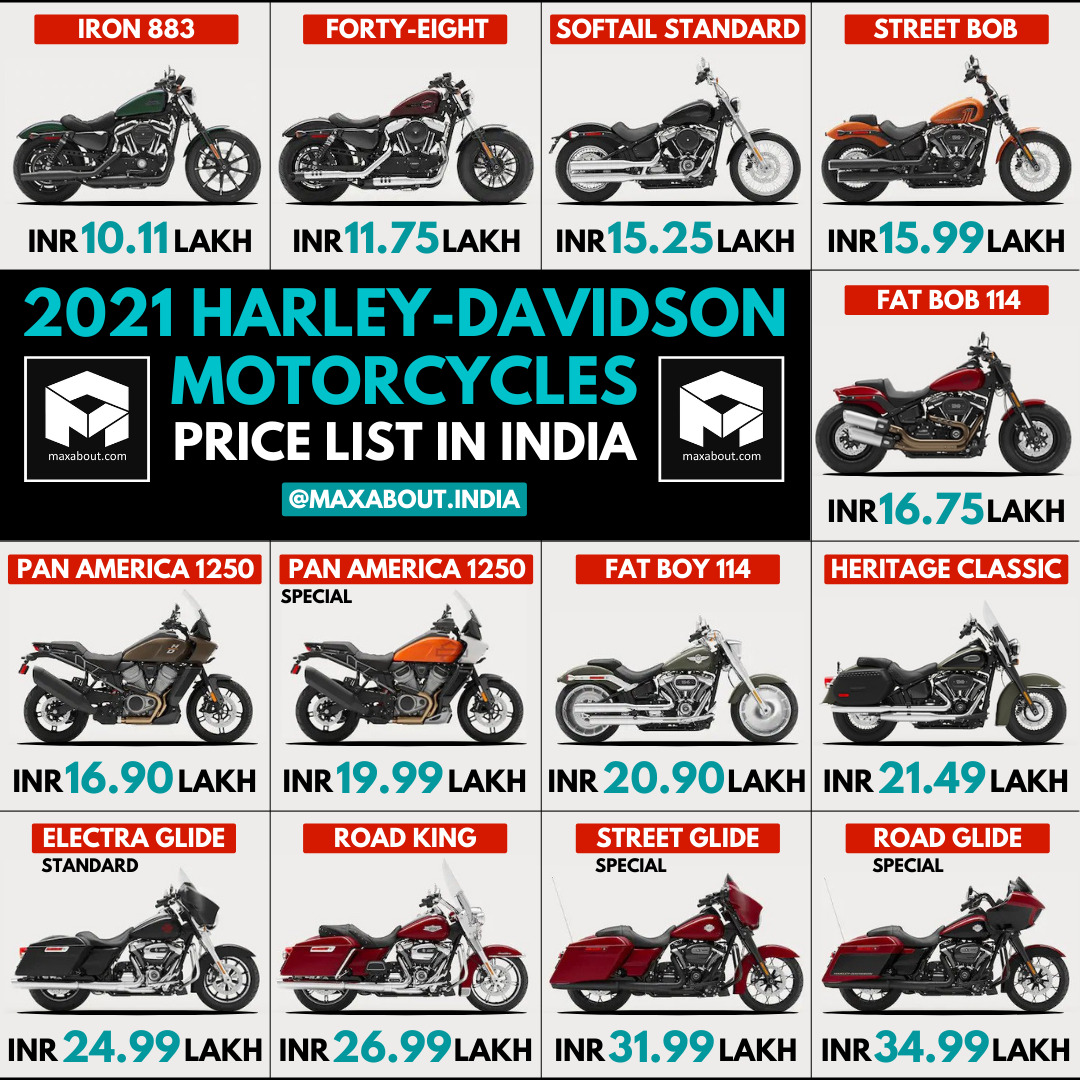 IRON 883
INR 10.11 LAKH
FORTY-EIGHT
INR 11.75 LAKH
SOFTAIL STANDARD
INR 15.25 LAKH
STREET BOB
INR 15.99 LAKH
2021 HARLEY-DAVIDSON
MOTORCYCLES
PRICE LIST IN INDIA
maxabout.com
maxabout.com
@MAXABOUT.INDIA
FAT BOB 114
INR 16.75 LAKH
PAN AMERICA 1250
INR 16.90 LAKH
PAN AMERICA 1250
SPECIAL
INR 19.99 LAKH
FAT BOY 114
INR 20.90 LAKH
HERITAGE CLASSIC
INR 21.49 LAKH
ELECTRA GLIDE
STANDARD
INR 24.99 LAKH
ROAD KING
INR 26.99 LAKH
STREET GLIDE
SPECIAL
INR 31.99 LAKH
ROAD GLIDE
SPECIAL
INR 34.99 LAKH